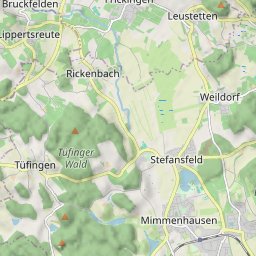 Bruckfelden
Frickingen
Leustetten
Lippertsreute
Rickenbach
Weildorf
Tüfinger
Wald
Tüfingen
Stefansfeld
Mimmenhausen